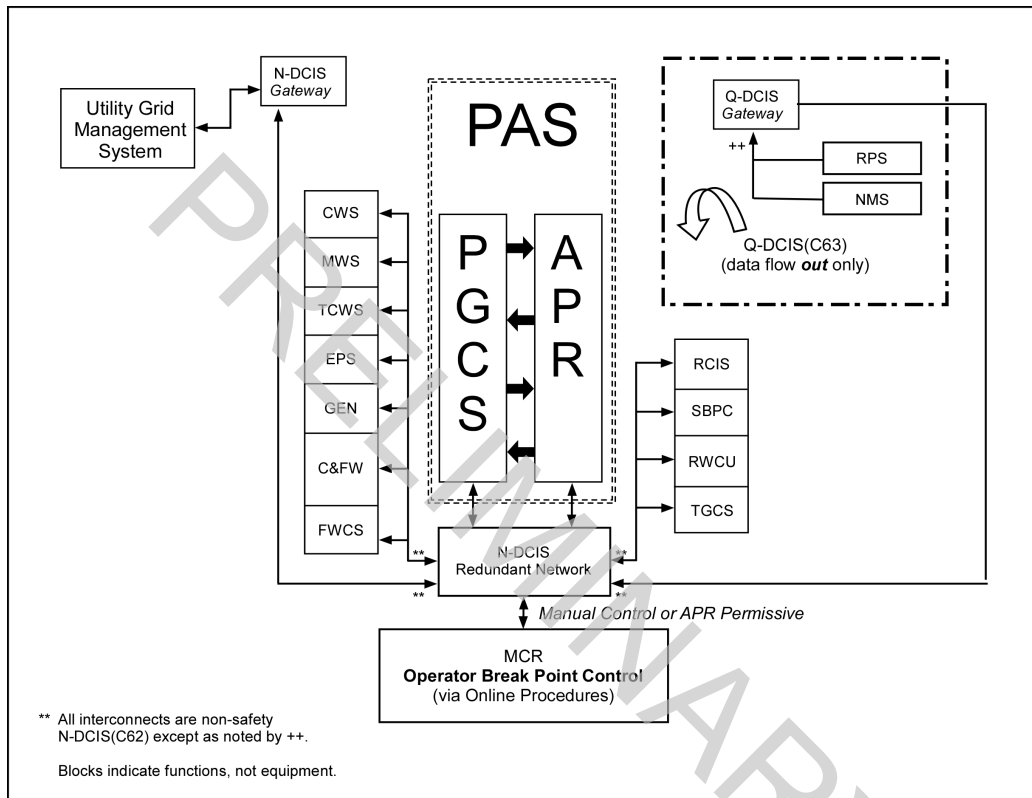 N-DCIS
Gateway
Utility Grid
Management
System
PAS
PGCS
APR
Q-DCIS
Gateway
++
RPS
NMS
Q-DCIS(C63)
(data flow out only)
CWS
MWS
TCWS
EPS
GEN
C&FW
FWCS
RCIS
SBPC
RWCU
TGCS
**
**
N-DCIS
Redundant Network
**
**
Manual Control or APR Permissive
MCR
Operator Break Point Control
(via Online Procedures)
** All interconnects are non-safety
N-DCIS(C62) except as noted by ++.
Blocks indicate functions, not equipment.
PRELIMINARY